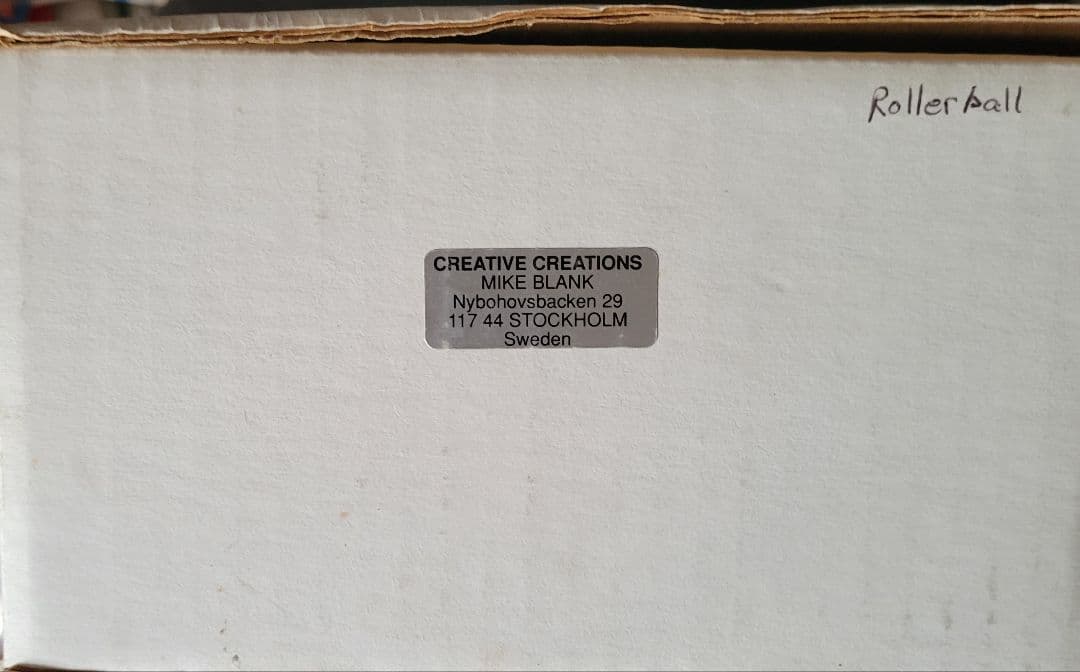 Rollerball
CREATIVE CREATIONS
MIKE BLANK
Nybohovsbacken 29
117 44 STOCKHOLM
Sweden